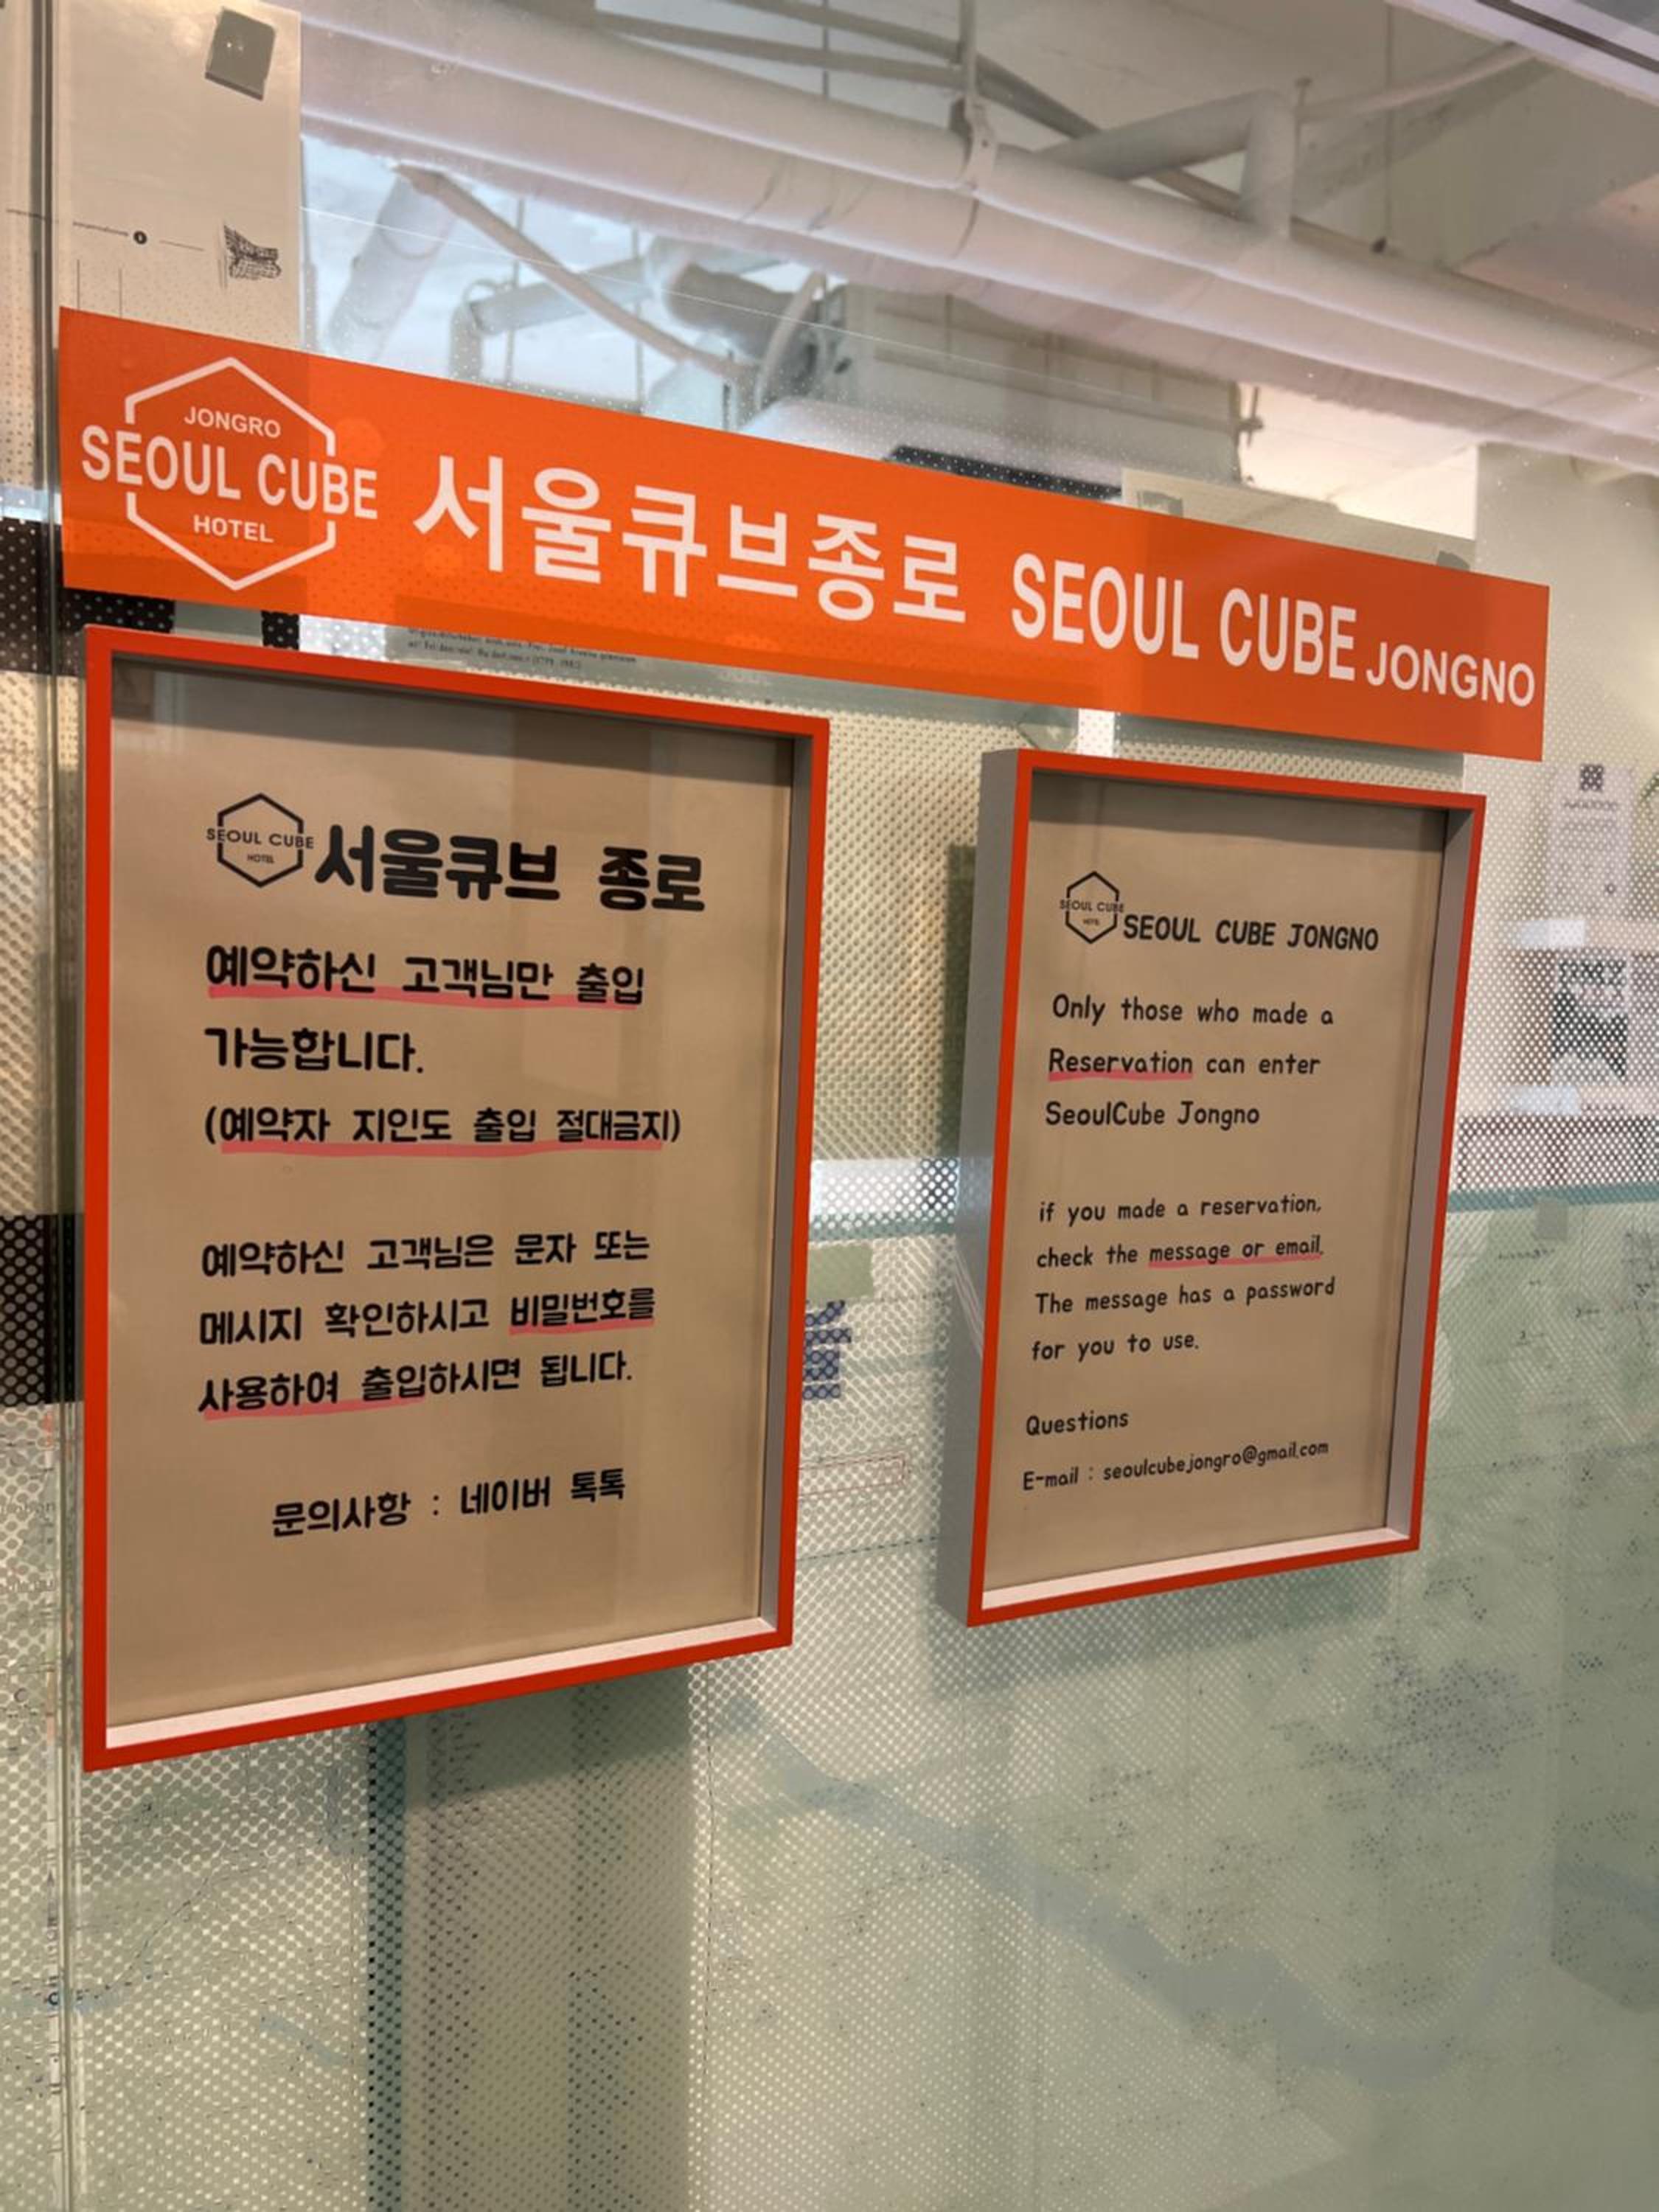 JONGRO
SEOUL CUBE
HOTEL
서울큐브종로 SEOUL CUBE JONGNO
SEOUL CUBE
HOTEL
서울큐브 종로
예약하신 고객님만 출입
가능합니다.
(예약자 지인도 출입 절대금지)
예약하신 고객님은 문자 또는
메시지 확인하시고 비밀번호를
사용하여 출입하시면 됩니다.
문의사항 : 네이버 톡톡
SEOUL CUBE
HOTEL
SEOUL CUBE JONGNO
Only those who made a
Reservation can enter
SeoulCube Jongno
if you made a reservation,
check the message or email.
The message has a password
for you to use.
Questions
E-mail : seoulcubejongro@gmail.com